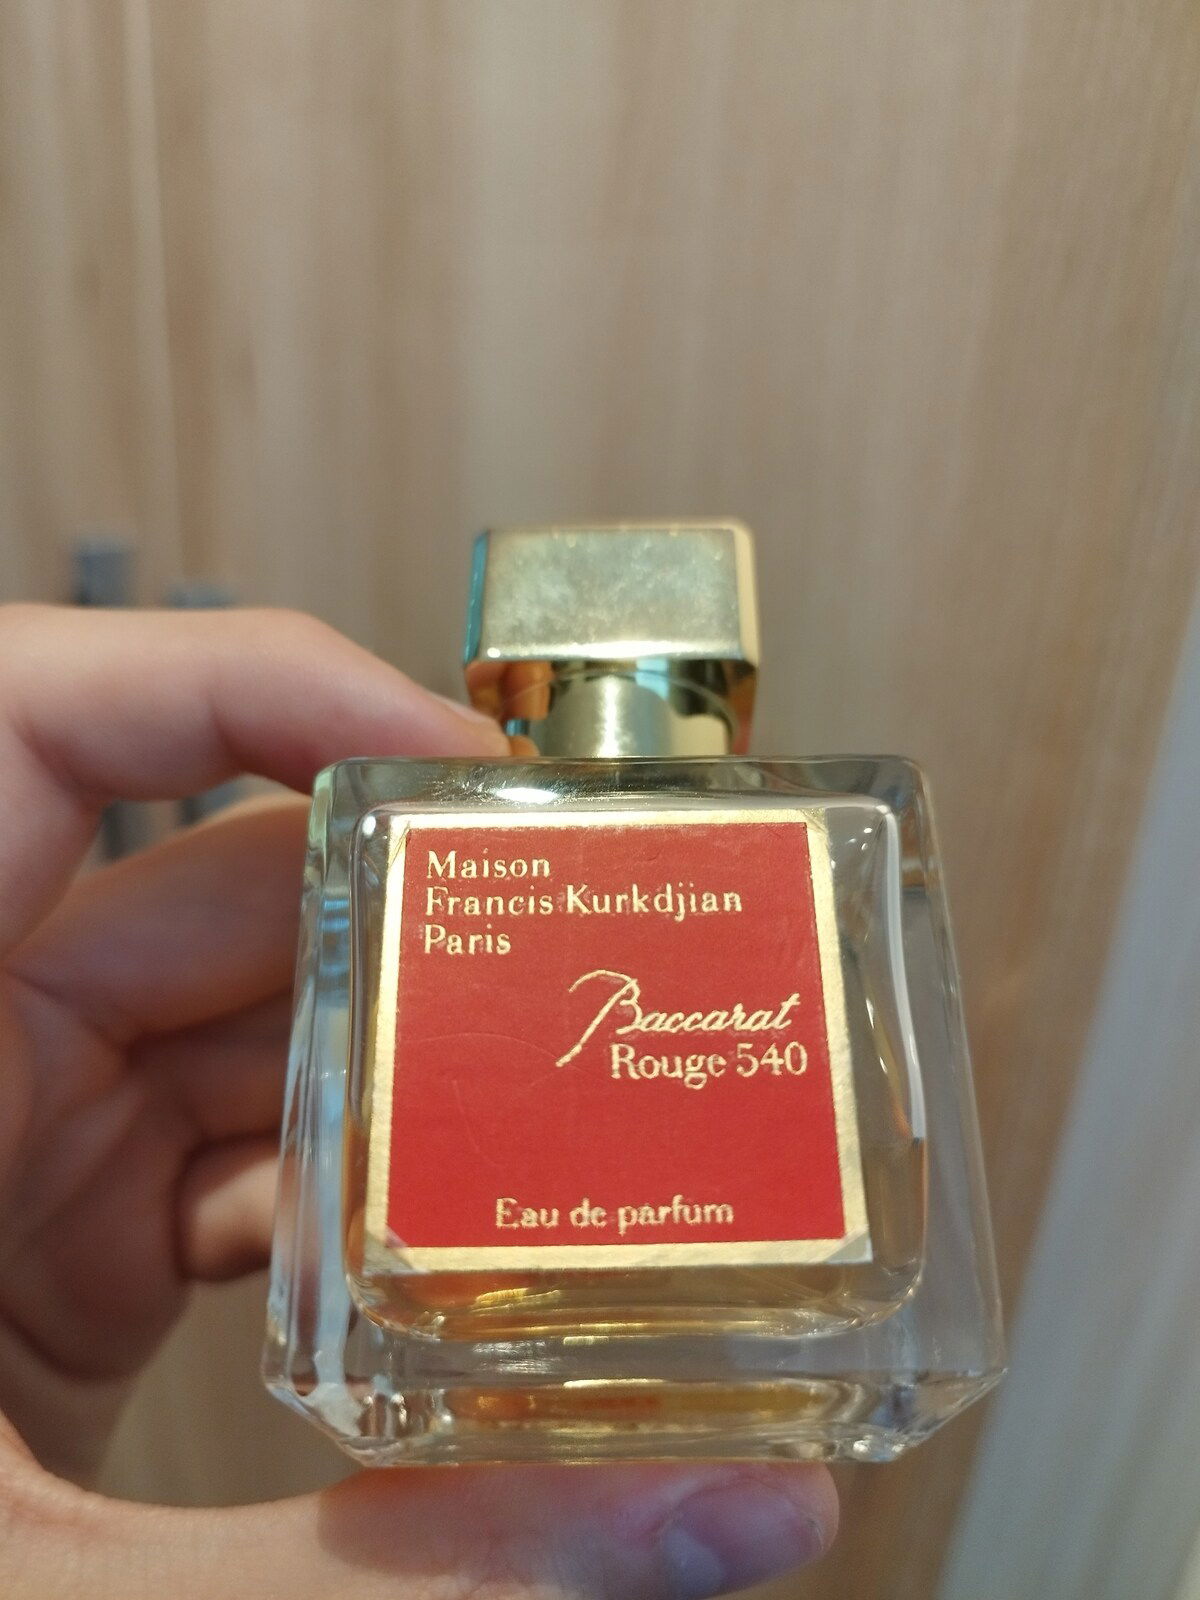 Maison
Francis Kurkdjian
Paris
Baccarat
Rouge 540
Eau de parfum